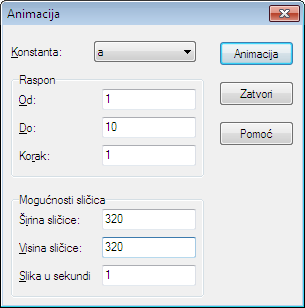 Animacija
Konstanta: a Animacija
Raspon
Od: 1 Zatvori
Do: 10 Pomoć
Korak: 1
Mogućnosti sličica
Širina sličice: 320
Visina sličice: 320
Slika u sekundi 1